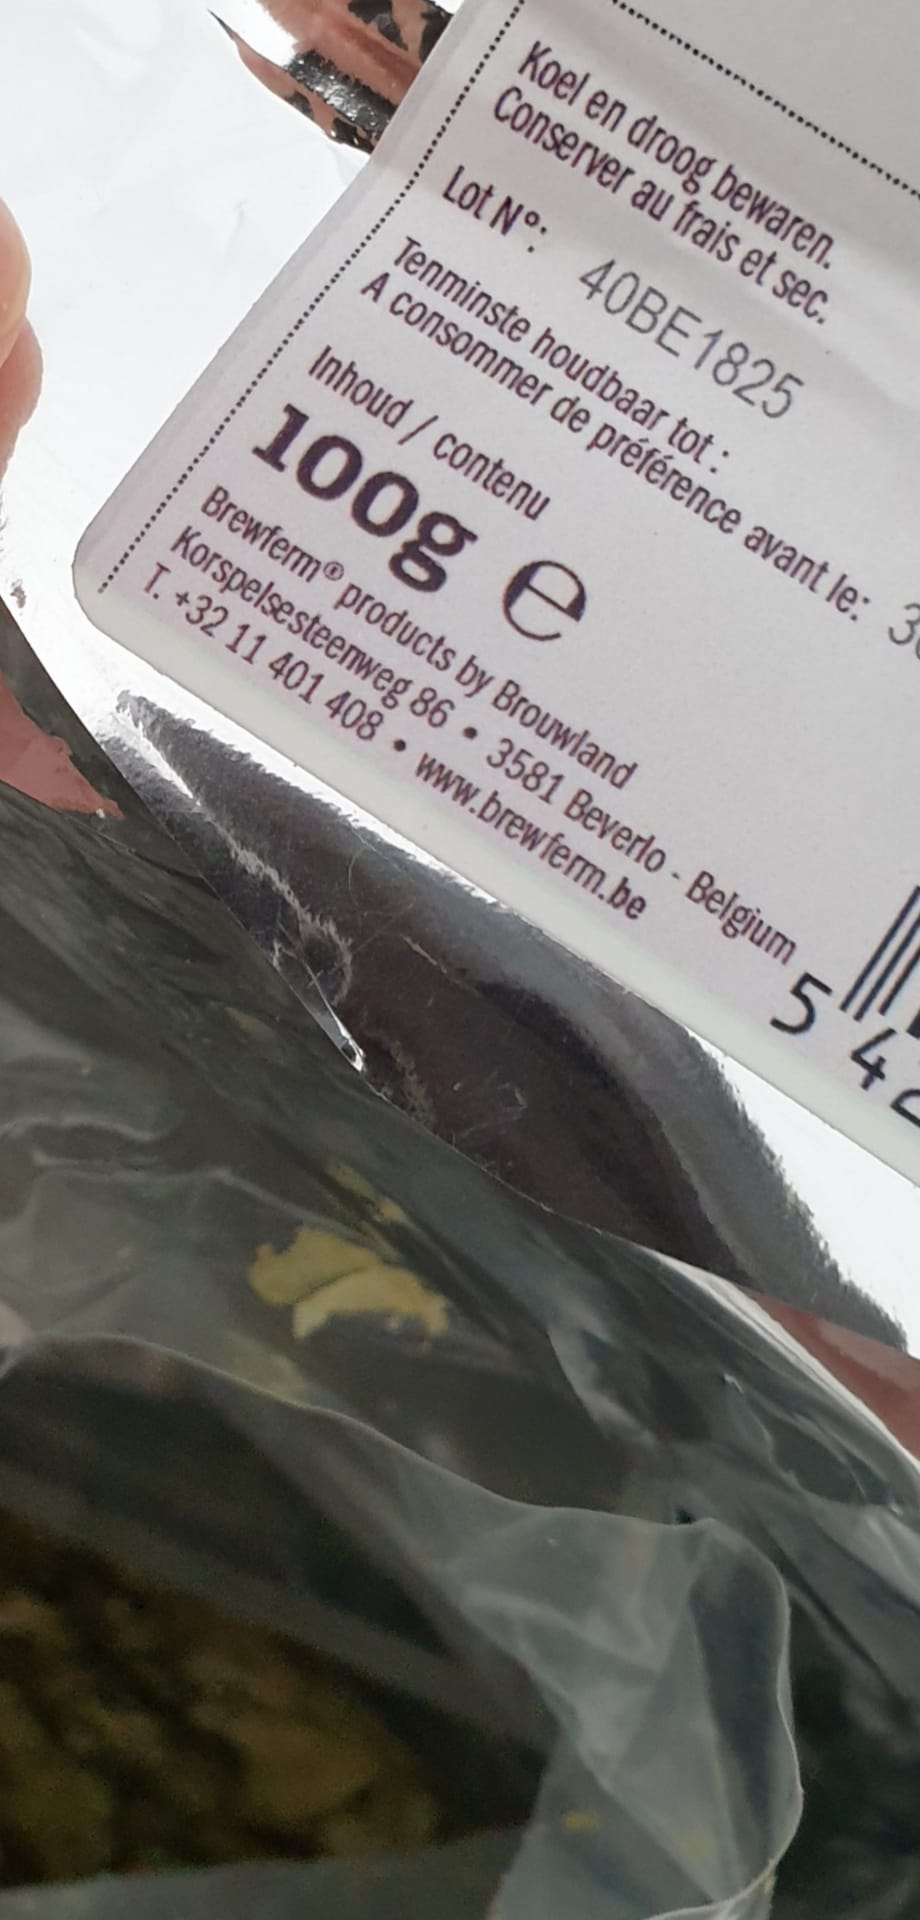 Koel en droog bewaren.
Conserver au frais et sec.
Lot N°: 40BE1825
Tenminste houdbaar tot :
A consommer de préférence avant le:
Inhoud / contenu
100g ℮
Brewferm® products by Brouwland
Korspelsesteenweg 86 • 3581 Beverlo - Belgium
T. +32 11 401 408 • www.brewferm.be
5 42